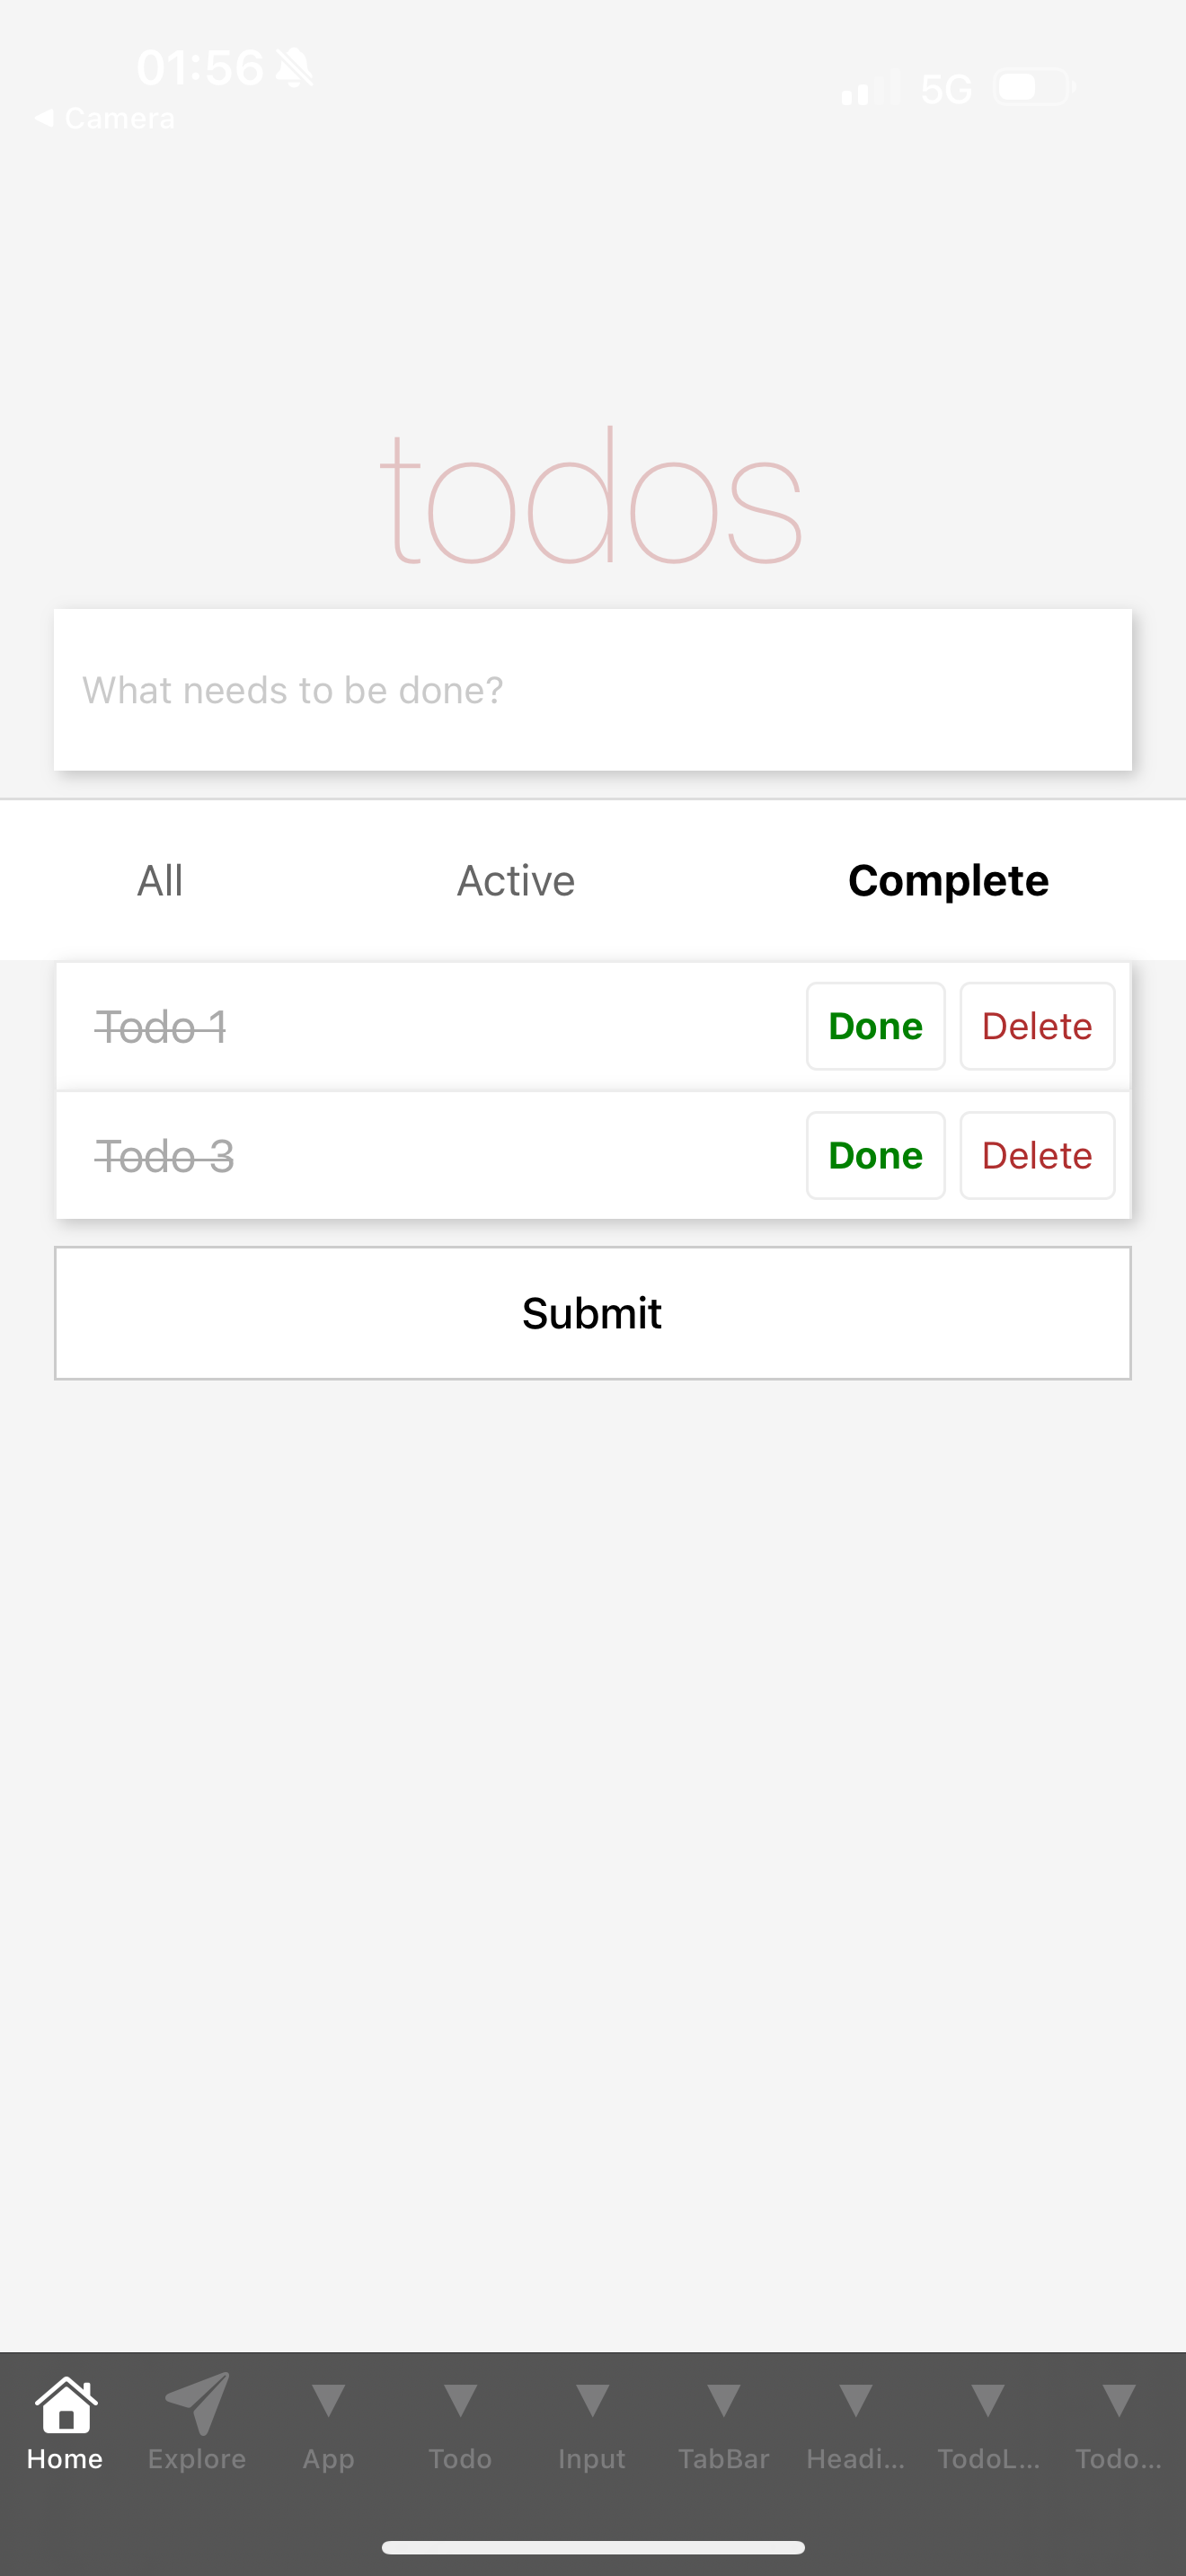 01:56
5G
◀ Camera
todos
What needs to be done?
All Active Complete
Todo 1 Done Delete
Todo 3 Done Delete
Submit
Home Explore App Todo Input TabBar Headi... TodoL... Todo...